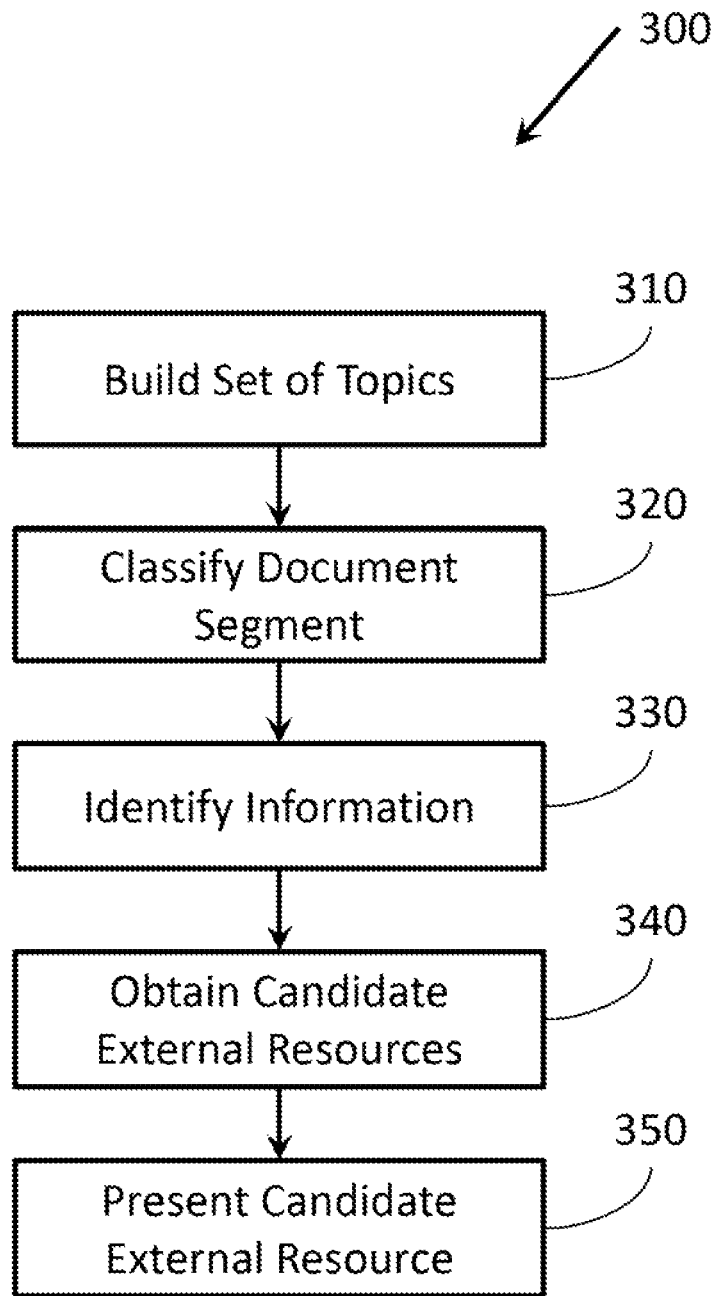 300
310
Build Set of Topics
320
Classify Document
Segment
330
Identify Information
340
Obtain Candidate
External Resources
350
Present Candidate
External Resource